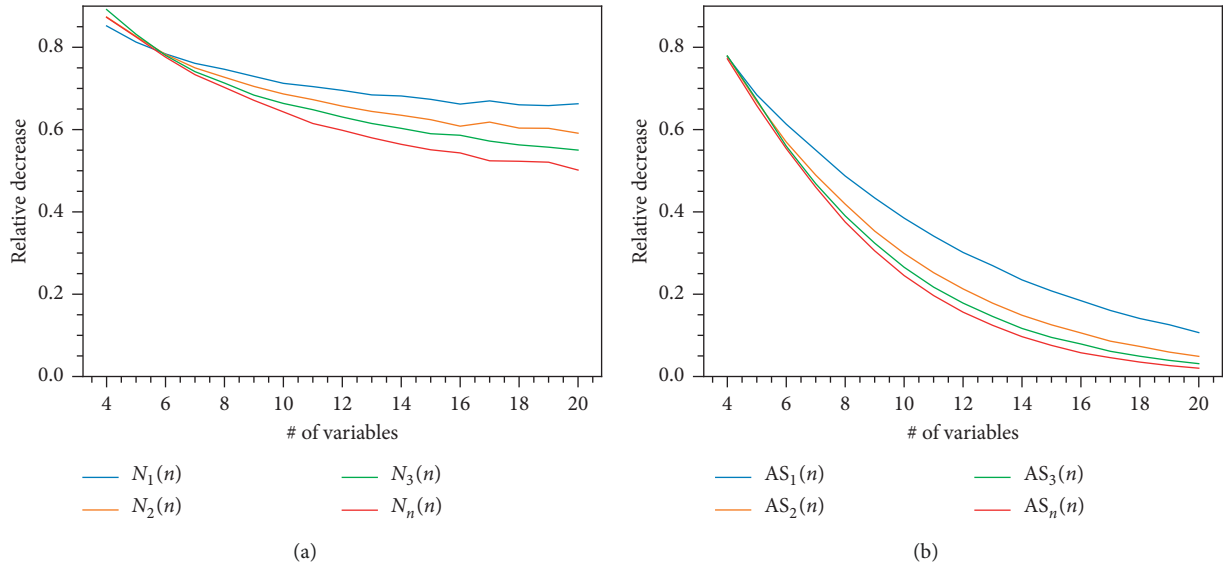 Relative decrease
0.8
0.6
0.4
0.2
0.0
4 6 8 10 12 14 16 18 20
# of variables
N₁(n)
N₂(n)
N₃(n)
Nₙ(n)
(a)
Relative decrease
0.8
0.6
0.4
0.2
0.0
4 6 8 10 12 14 16 18 20
# of variables
AS₁(n)
AS₂(n)
AS₃(n)
ASₙ(n)
(b)